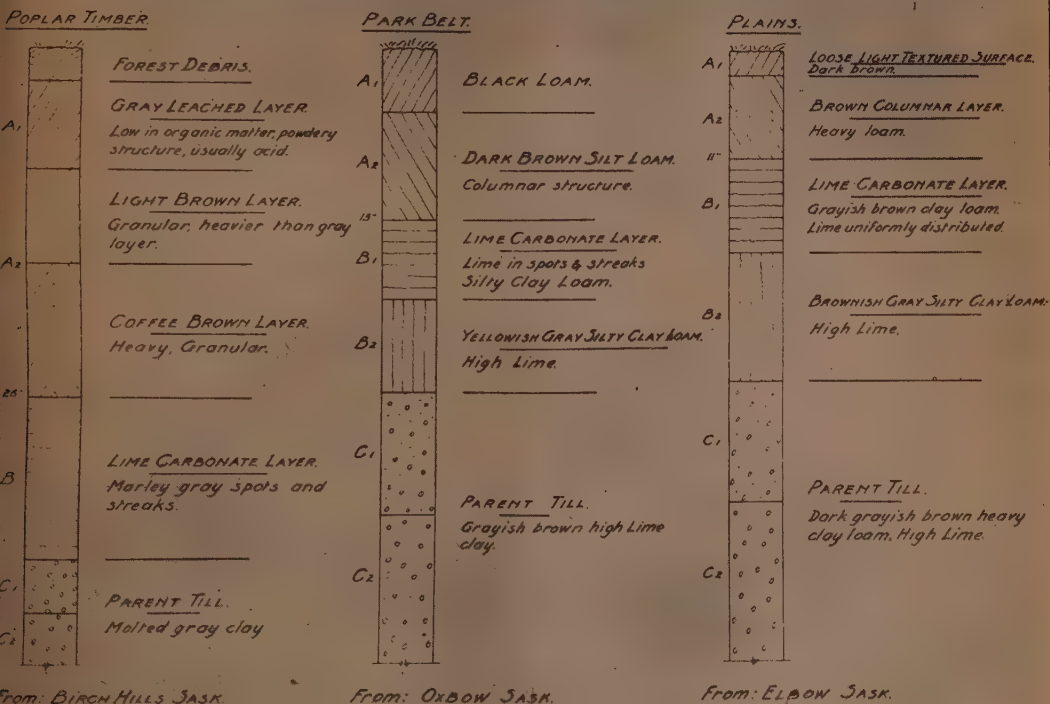 POPLAR TIMBER.
FOREST DEBRIS.
A1
GRAY LEACHED LAYER.
Low in organic matter, powdery
structure, usually acid.
LIGHT BROWN LAYER.
Granular, heavier than gray
layer.
A2
COFFEE BROWN LAYER.
Heavy, Granular.
26"
LIME CARBONATE LAYER.
B
Marley gray spots and
streaks.
C1
PARENT TILL.
Molted gray clay
C2
From: BIRCH HILLS SASK.
PARK BELT.
A1
BLACK LOAM.
A2
DARK BROWN SILT LOAM.
Columnar structure.
15"
LIME CARBONATE LAYER.
B1
Lime in spots & streaks
Silty Clay Loam.
B2
YELLOWISH GRAY SILTY CLAY LOAM.
High Lime.
C1
PARENT TILL.
Grayish brown high Lime
clay.
C2
From: OXBOW SASK.
PLAINS.
A1
LOOSE LIGHT TEXTURED SURFACE.
Dark brown.
A2
BROWN COLUMNAR LAYER.
Heavy loam.
11"
LIME CARBONATE LAYER.
B1
Grayish brown clay loam.
Lime uniformly distributed.
B2
BROWNISH GRAY SILTY CLAY LOAM.
High Lime.
C1
PARENT TILL.
Dark grayish brown heavy
clay loam. High Lime.
C2
From: ELBOW SASK.